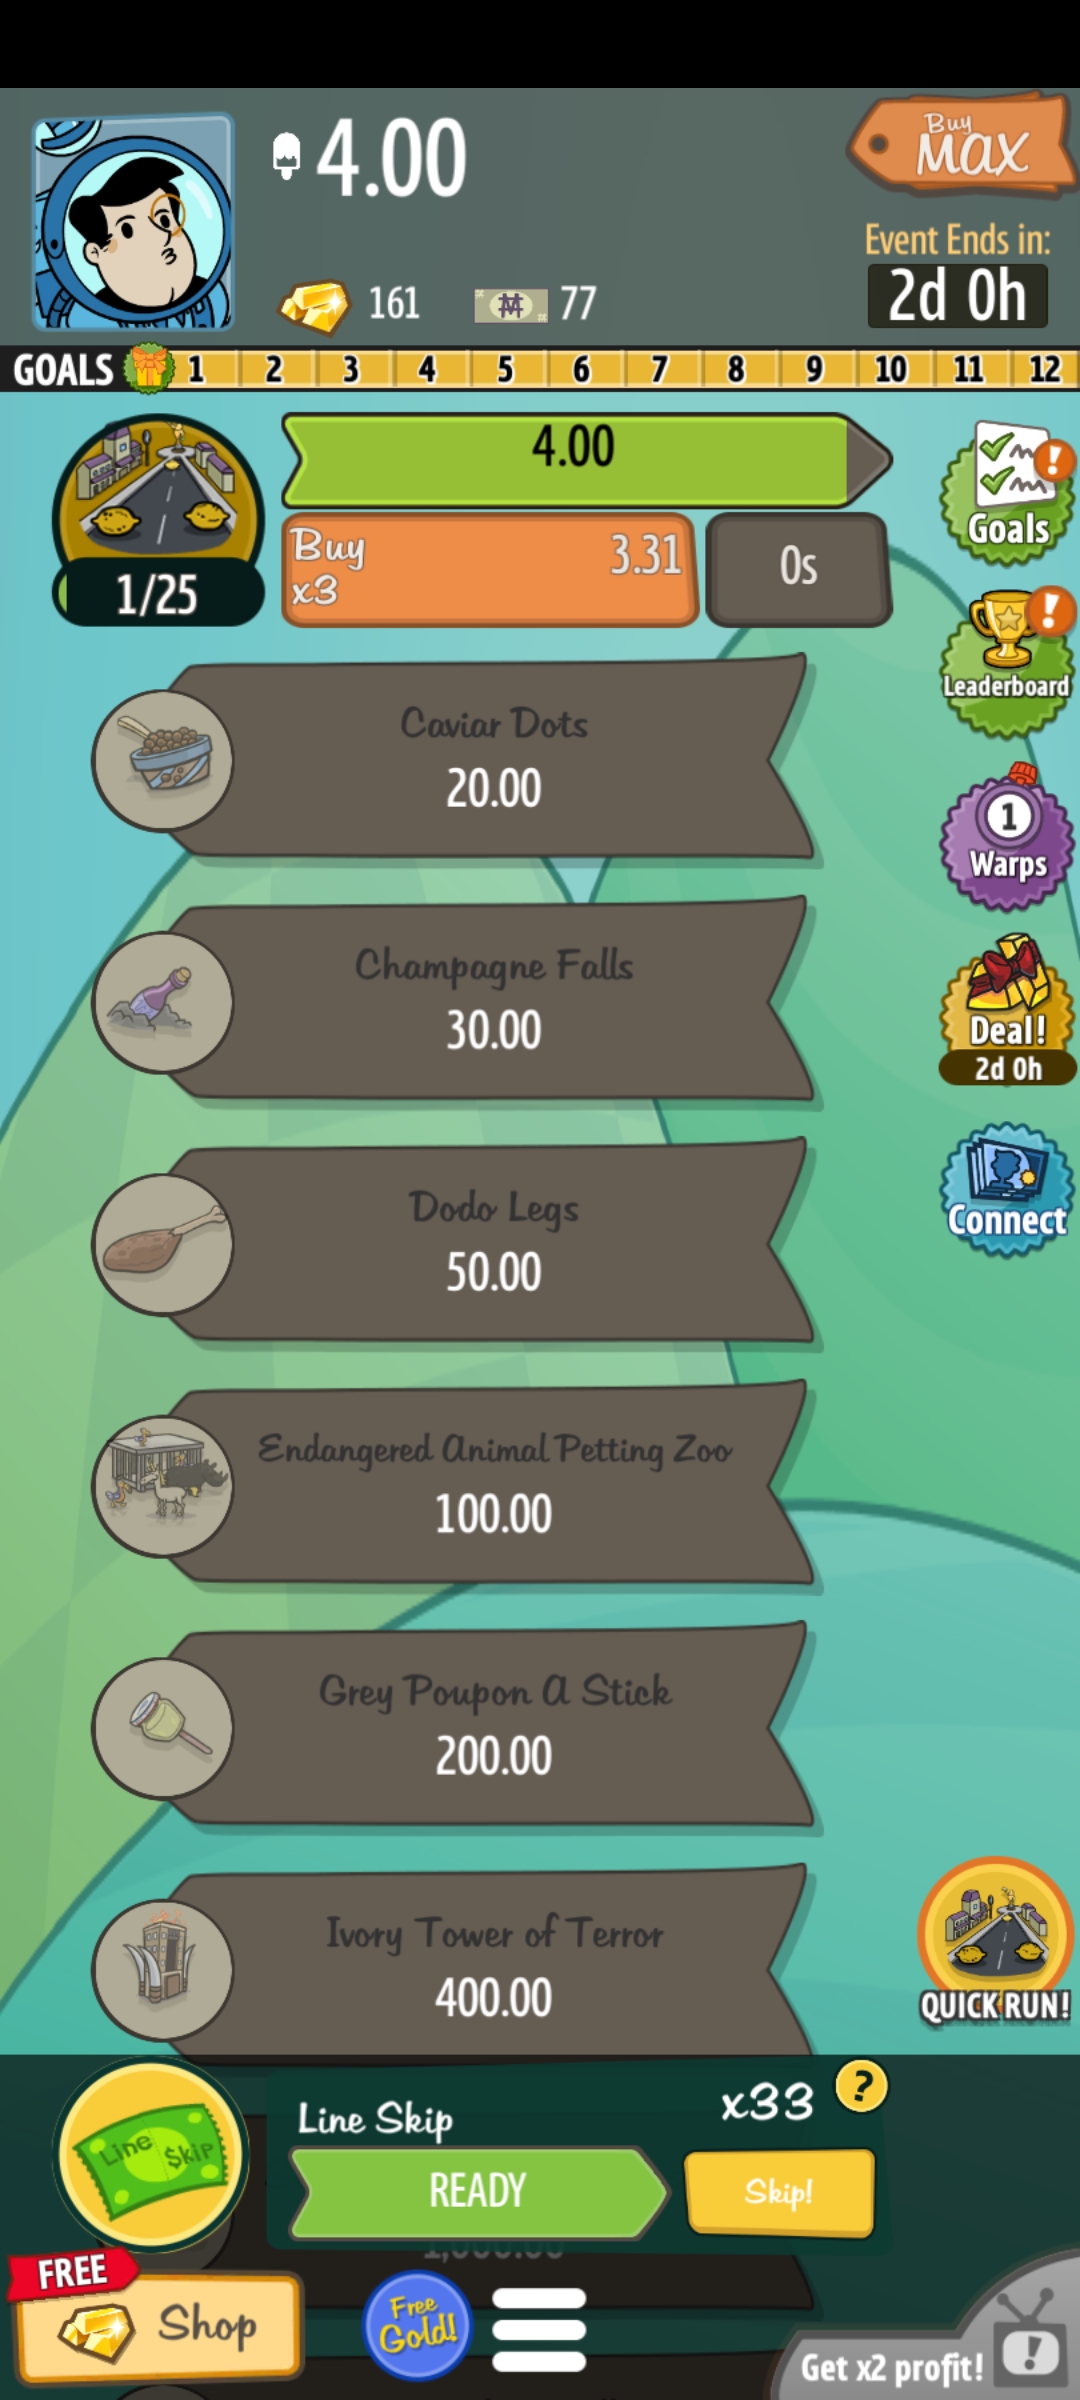 4.00
Buy
MAX
Event Ends in:
2d 0h
161
77
GOALS 1 2 3 4 5 6 7 8 9 10 11 12
4.00
Buy
x3
3.31
0s
1/25
Goals
Leaderboard
1
Warps
Deal!
2d 0h
Connect
Caviar Dots
20.00
Champagne Falls
30.00
Dodo Legs
50.00
Endangered Animal Petting Zoo
100.00
Grey Poupon A Stick
200.00
Ivory Tower of Terror
400.00
QUICK RUN!
Line $kip
Line Skip
x33
?
READY
Skip!
FREE
Shop
Free
Gold!
Get x2 profit!